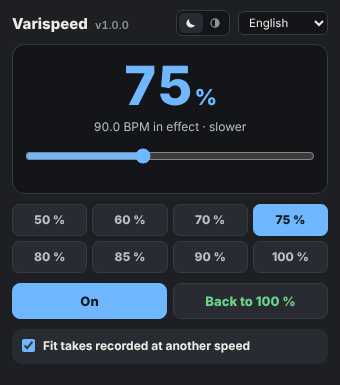 Varispeed v1.0.0 English
75%
90.0 BPM in effect · slower
50 % 60 % 70 % 75 %
80 % 85 % 90 % 100 %
On Back to 100 %
Fit takes recorded at another speed